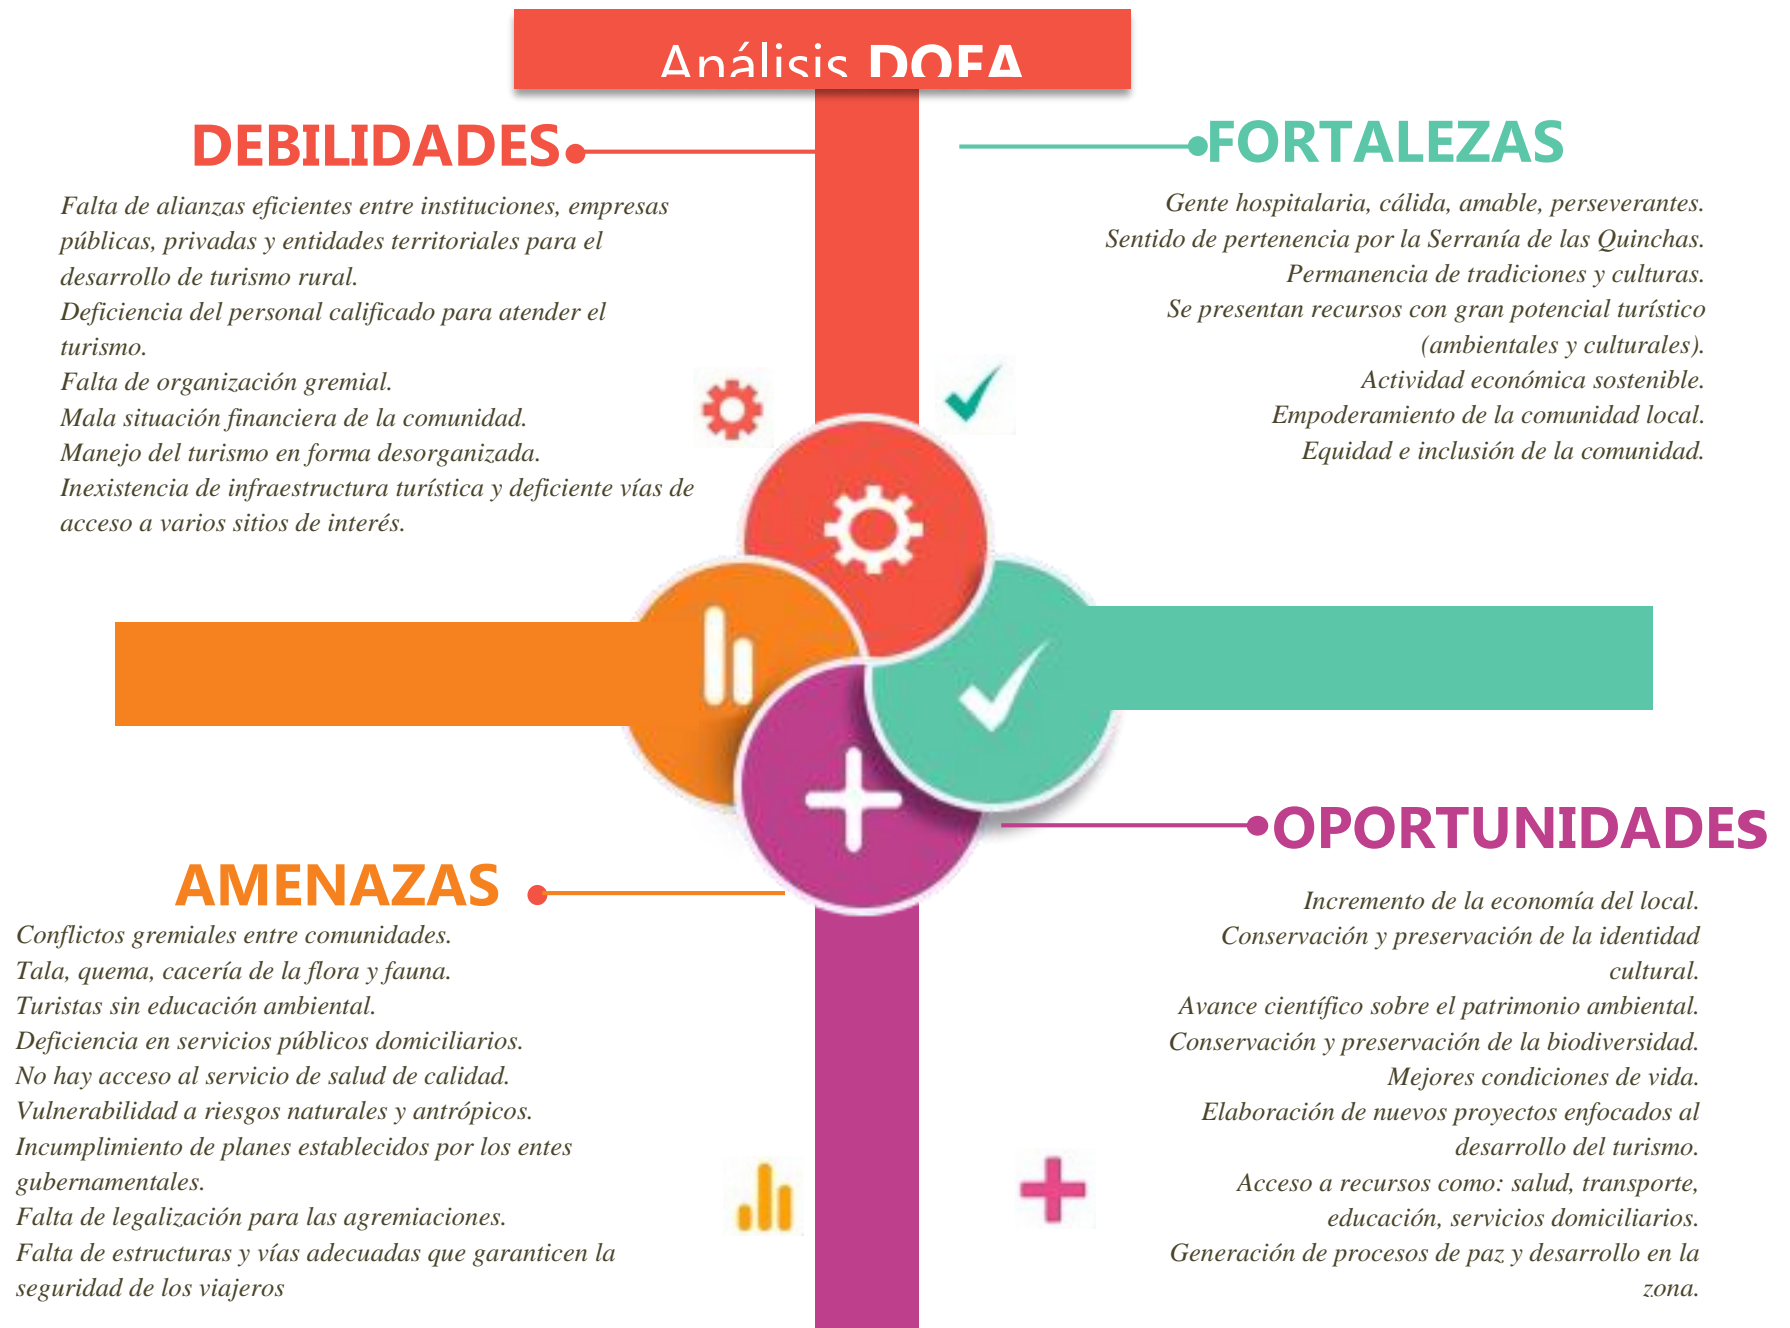 Análisis DOFA
DEBILIDADES
Falta de alianzas eficientes entre instituciones, empresas
públicas, privadas y entidades territoriales para el
desarrollo de turismo rural.
Deficiencia del personal calificado para atender el
turismo.
Falta de organización gremial.
Mala situación financiera de la comunidad.
Manejo del turismo en forma desorganizada.
Inexistencia de infraestructura turística y deficiente vías de
acceso a varios sitios de interés.
FORTALEZAS
Gente hospitalaria, cálida, amable, perseverantes.
Sentido de pertenencia por la Serranía de las Quinchas.
Permanencia de tradiciones y culturas.
Se presentan recursos con gran potencial turístico
(ambientales y culturales).
Actividad económica sostenible.
Empoderamiento de la comunidad local.
Equidad e inclusión de la comunidad.
AMENAZAS
Conflictos gremiales entre comunidades.
Tala, quema, cacería de la flora y fauna.
Turistas sin educación ambiental.
Deficiencia en servicios públicos domiciliarios.
No hay acceso al servicio de salud de calidad.
Vulnerabilidad a riesgos naturales y antrópicos.
Incumplimiento de planes establecidos por los entes
gubernamentales.
Falta de legalización para las agremiaciones.
Falta de estructuras y vías adecuadas que garanticen la
seguridad de los viajeros
OPORTUNIDADES
Incremento de la economía del local.
Conservación y preservación de la identidad
cultural.
Avance científico sobre el patrimonio ambiental.
Conservación y preservación de la biodiversidad.
Mejores condiciones de vida.
Elaboración de nuevos proyectos enfocados al
desarrollo del turismo.
Acceso a recursos como: salud, transporte,
educación, servicios domiciliarios.
Generación de procesos de paz y desarrollo en la
zona.